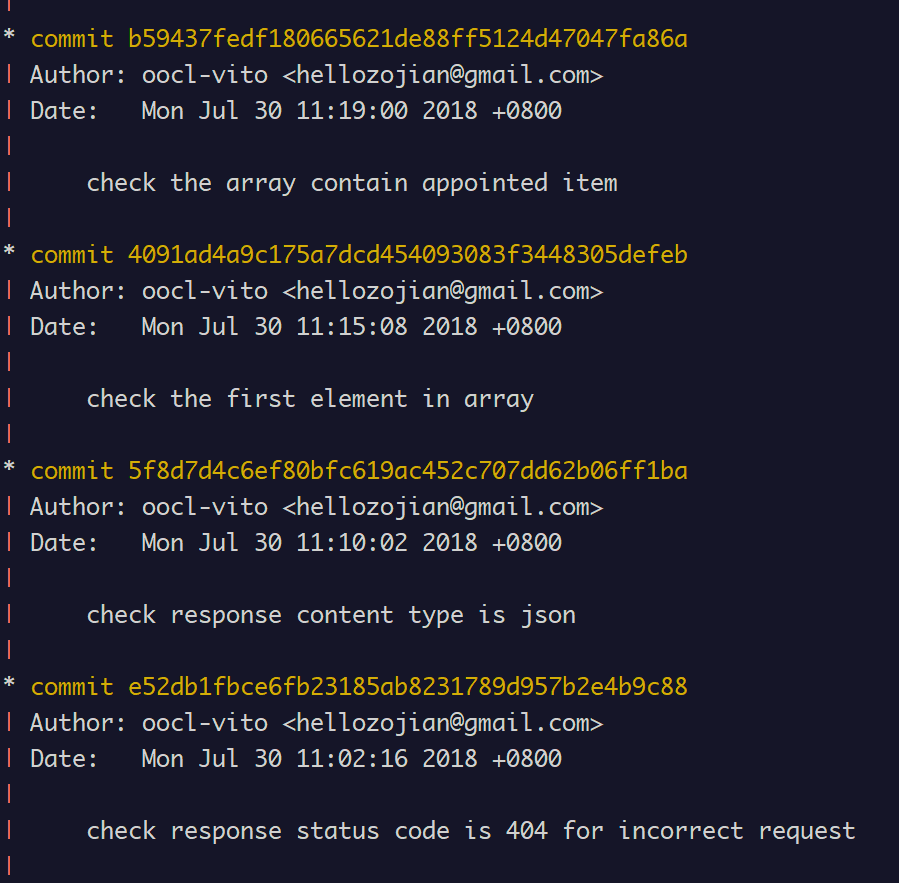 * commit b59437fedf180665621de88ff5124d47047fa86a
| Author: oocl-vito <hellozojian@gmail.com>
| Date:   Mon Jul 30 11:19:00 2018 +0800
|
|     check the array contain appointed item
|
* commit 4091ad4a9c175a7dcd454093083f3448305defeb
| Author: oocl-vito <hellozojian@gmail.com>
| Date:   Mon Jul 30 11:15:08 2018 +0800
|
|     check the first element in array
|
* commit 5f8d7d4c6ef80bfc619ac452c707dd62b06ff1ba
| Author: oocl-vito <hellozojian@gmail.com>
| Date:   Mon Jul 30 11:10:02 2018 +0800
|
|     check response content type is json
|
* commit e52db1fbce6fb23185ab8231789d957b2e4b9c88
| Author: oocl-vito <hellozojian@gmail.com>
| Date:   Mon Jul 30 11:02:16 2018 +0800
|
|     check response status code is 404 for incorrect request
|